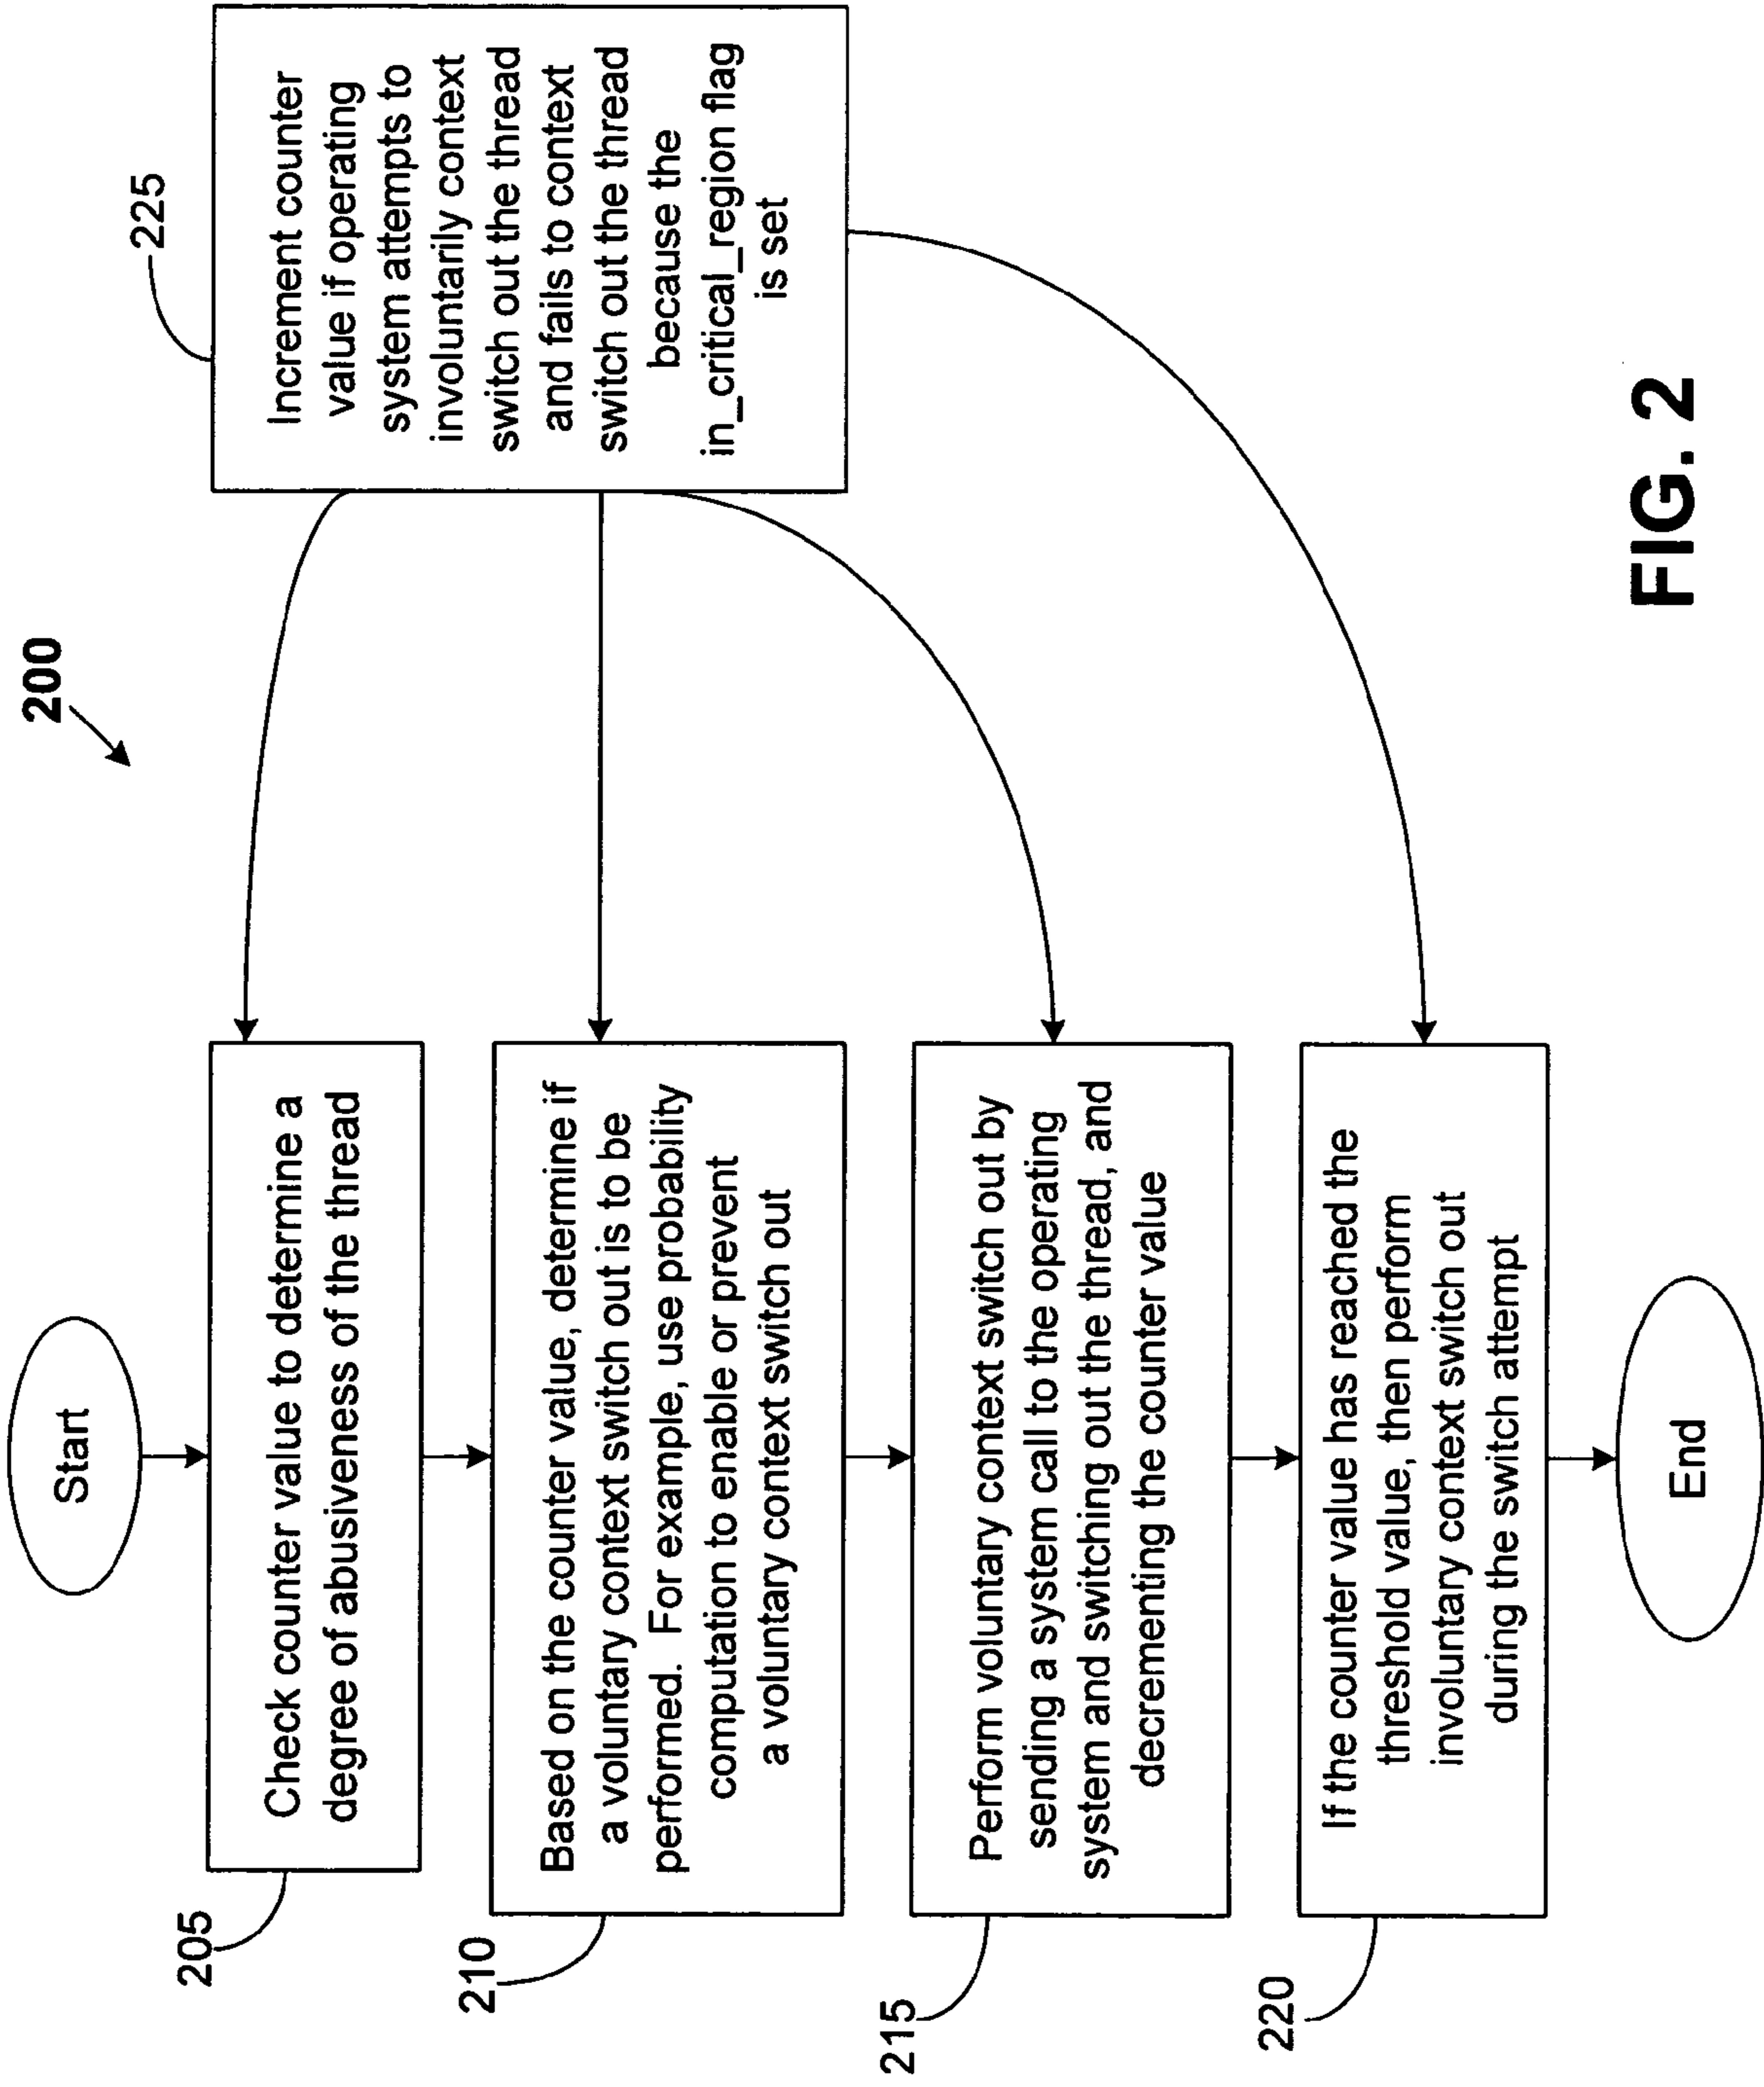 200
Start
205
Check counter value to determine a
degree of abusiveness of the thread
210
Based on the counter value, determine if
a voluntary context switch out is to be
performed. For example, use probability
computation to enable or prevent
a voluntary context switch out
215
Perform voluntary context switch out by
sending a system call to the operating
system and switching out the thread, and
decrementing the counter value
220
If the counter value has reached the
threshold value, then perform
involuntary context switch out
during the switch attempt
End
225
Increment counter
value if operating
system attempts to
involuntarily context
switch out the thread
and fails to context
switch out the thread
because the
in_critical_region flag
is set
FIG. 2